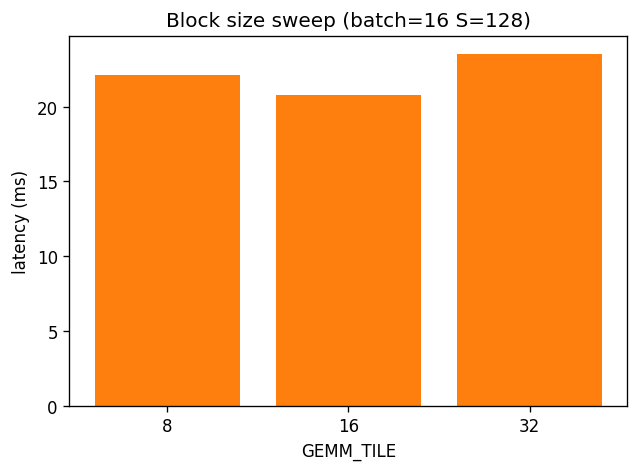 Block size sweep (batch=16 S=128)
latency (ms)
20
15
10
5
0
8 16 32
GEMM_TILE